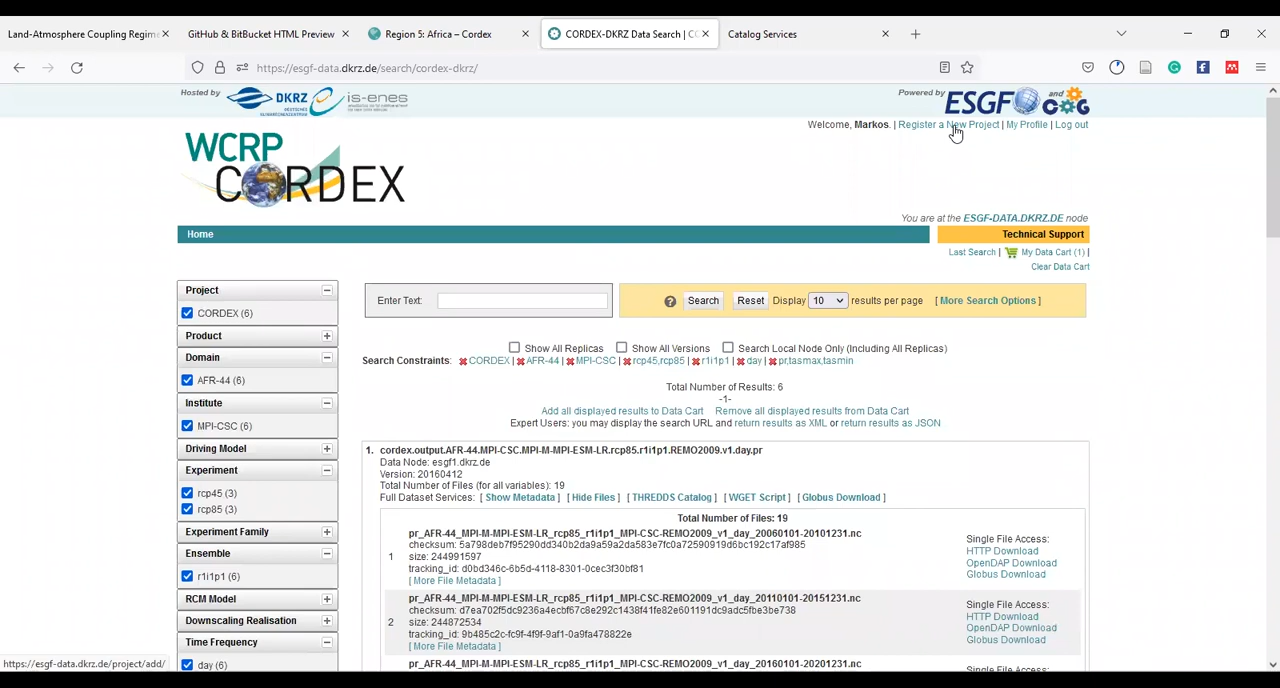 Land-Atmosphere Coupling Regim
GitHub & BitBucket HTML Preview
Region 5: Africa – Cordex
CORDEX-DKRZ Data Search | CO
Catalog Services
https://esgf-data.dkrz.de/search/cordex-dkrz/
Hosted by DKRZ DEUTSCHES KLIMARECHENZENTRUM is-enes
Powered by ESGF and COG
Welcome, Markos. | Register a New Project | My Profile | Log out
WCRP
CORDEX
You are at the ESGF-DATA.DKRZ.DE node
Home
Technical Support
Last Search | My Data Cart (1) |
Clear Data Cart
Project
CORDEX (6)
Product
Domain
AFR-44 (6)
Institute
MPI-CSC (6)
Driving Model
Experiment
rcp45 (3)
rcp85 (3)
Experiment Family
Ensemble
r1i1p1 (6)
RCM Model
Downscaling Realisation
Time Frequency
day (6)
Enter Text:
? Search Reset Display 10 results per page [ More Search Options ]
Show All Replicas Show All Versions Search Local Node Only (Including All Replicas)
Search Constraints: CORDEX | AFR-44 | MPI-CSC | rcp45,rcp85 | r1i1p1 | day | pr,tasmax,tasmin
Total Number of Results: 6
-1-
Add all displayed results to Data Cart Remove all displayed results from Data Cart
Expert Users: you may display the search URL and return results as XML or return results as JSON
1. cordex.output.AFR-44.MPI-CSC.MPI-M-MPI-ESM-LR.rcp85.r1i1p1.REMO2009.v1.day.pr
Data Node: esgf1.dkrz.de
Version: 20160412
Total Number of Files (for all variables): 19
Full Dataset Services: [ Show Metadata ] [ Hide Files ] [ THREDDS Catalog ] [ WGET Script ] [ Globus Download ]
Total Number of Files: 19
1
pr_AFR-44_MPI-M-MPI-ESM-LR_rcp85_r1i1p1_MPI-CSC-REMO2009_v1_day_20060101-20101231.nc
checksum: 5a798deb7f95290dd340b2da9a59a2da583e7fc0a72590919d6bc192c17af985
size: 244991597
tracking_id: d0bd346c-6b5d-4118-8301-0cec3f30bf81
[ More File Metadata ]
Single File Access:
HTTP Download
OpenDAP Download
Globus Download
2
pr_AFR-44_MPI-M-MPI-ESM-LR_rcp85_r1i1p1_MPI-CSC-REMO2009_v1_day_20110101-20151231.nc
checksum: d7ea702f5dc9236a4ecbf67c8e292c1438f41fe82e601191dc9adc5fbe3be738
size: 244872534
tracking_id: 9b485c2c-fc9f-4f9f-9af1-0a9fa478822e
[ More File Metadata ]
Single File Access:
HTTP Download
OpenDAP Download
Globus Download
pr_AFR-44_MPI-M-MPI-ESM-LR_rcp85_r1i1p1_MPI-CSC-REMO2009_v1_day_20160101-20201231.nc
Single File Access:
https://esgf-data.dkrz.de/project/add/